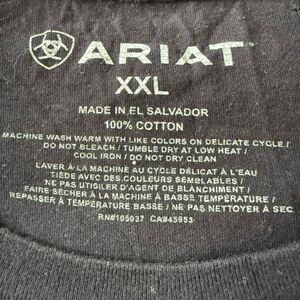 ARIAT
XXL
MADE IN EL SALVADOR
100% COTTON
MACHINE WASH WARM WITH LIKE COLORS ON DELICATE CYCLE /
DO NOT BLEACH / TUMBLE DRY AT LOW HEAT /
COOL IRON / DO NOT DRY CLEAN
LAVER À LA MACHINE AU CYCLE DÉLICAT À L'EAU
TIÈDE AVEC DES COULEURS SEMBLABLES /
NE PAS UTILISER D'AGENT DE BLANCHIMENT /
FAIRE SÉCHER À LA MACHINE À BASSE TEMPÉRATURE /
REPASSER À TEMPÉRATURE BASSE / NE PAS NETTOYER À SEC
RN#105037 CA#43953